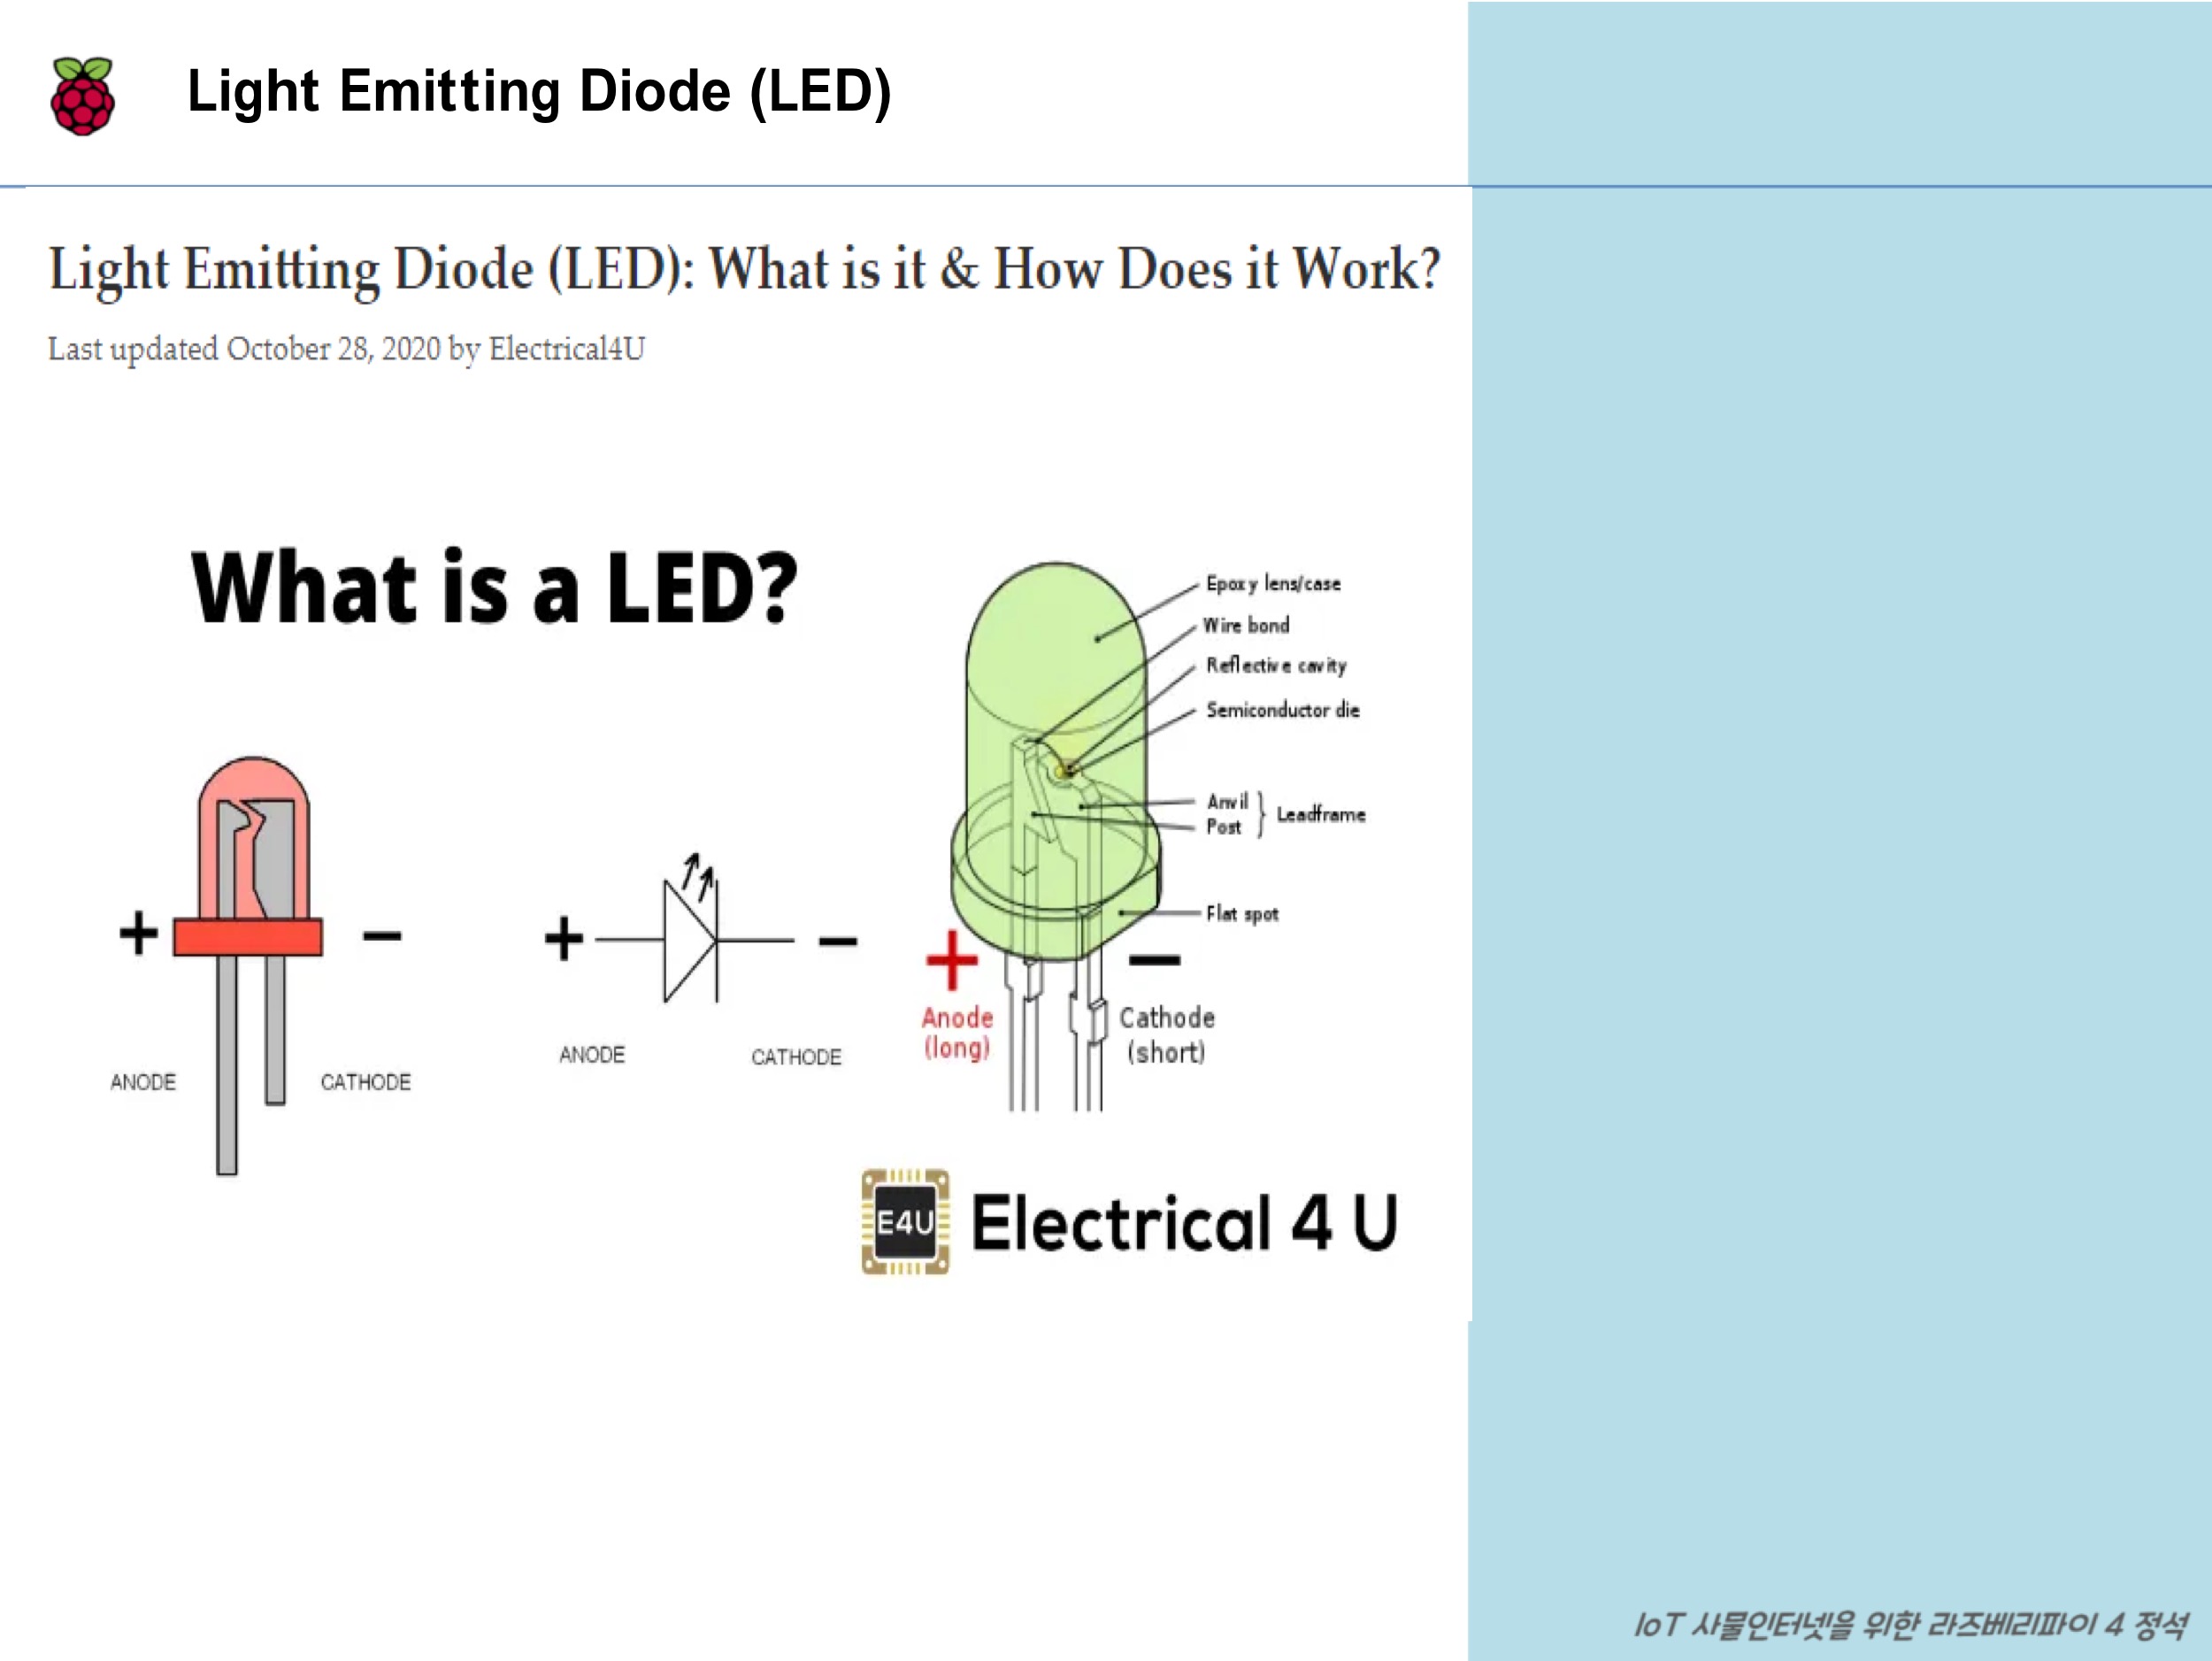 Light Emitting Diode (LED)
Light Emitting Diode (LED): What is it & How Does it Work?
Last updated October 28, 2020 by Electrical4U
What is a LED?
Epoxy lens/case
Wire bond
Reflective cavity
Semiconductor die
Anvil
Post
Leadframe
Flat spot
+
−
+
−
+
−
Anode
(long)
Cathode
(short)
ANODE
CATHODE
ANODE
CATHODE
E4U
Electrical 4 U
IoT 사물인터넷을 위한 라즈베리파이 4 정석